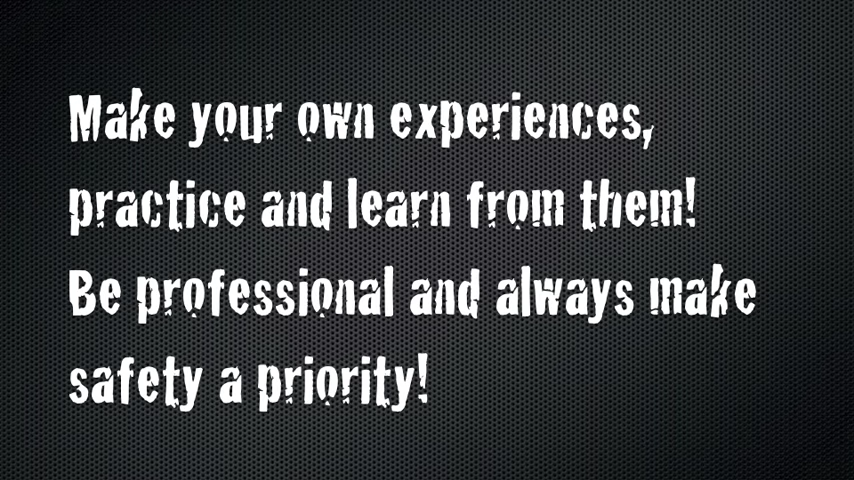 Make your own experiences,
practice and learn from them!
Be professional and always make
safety a priority!